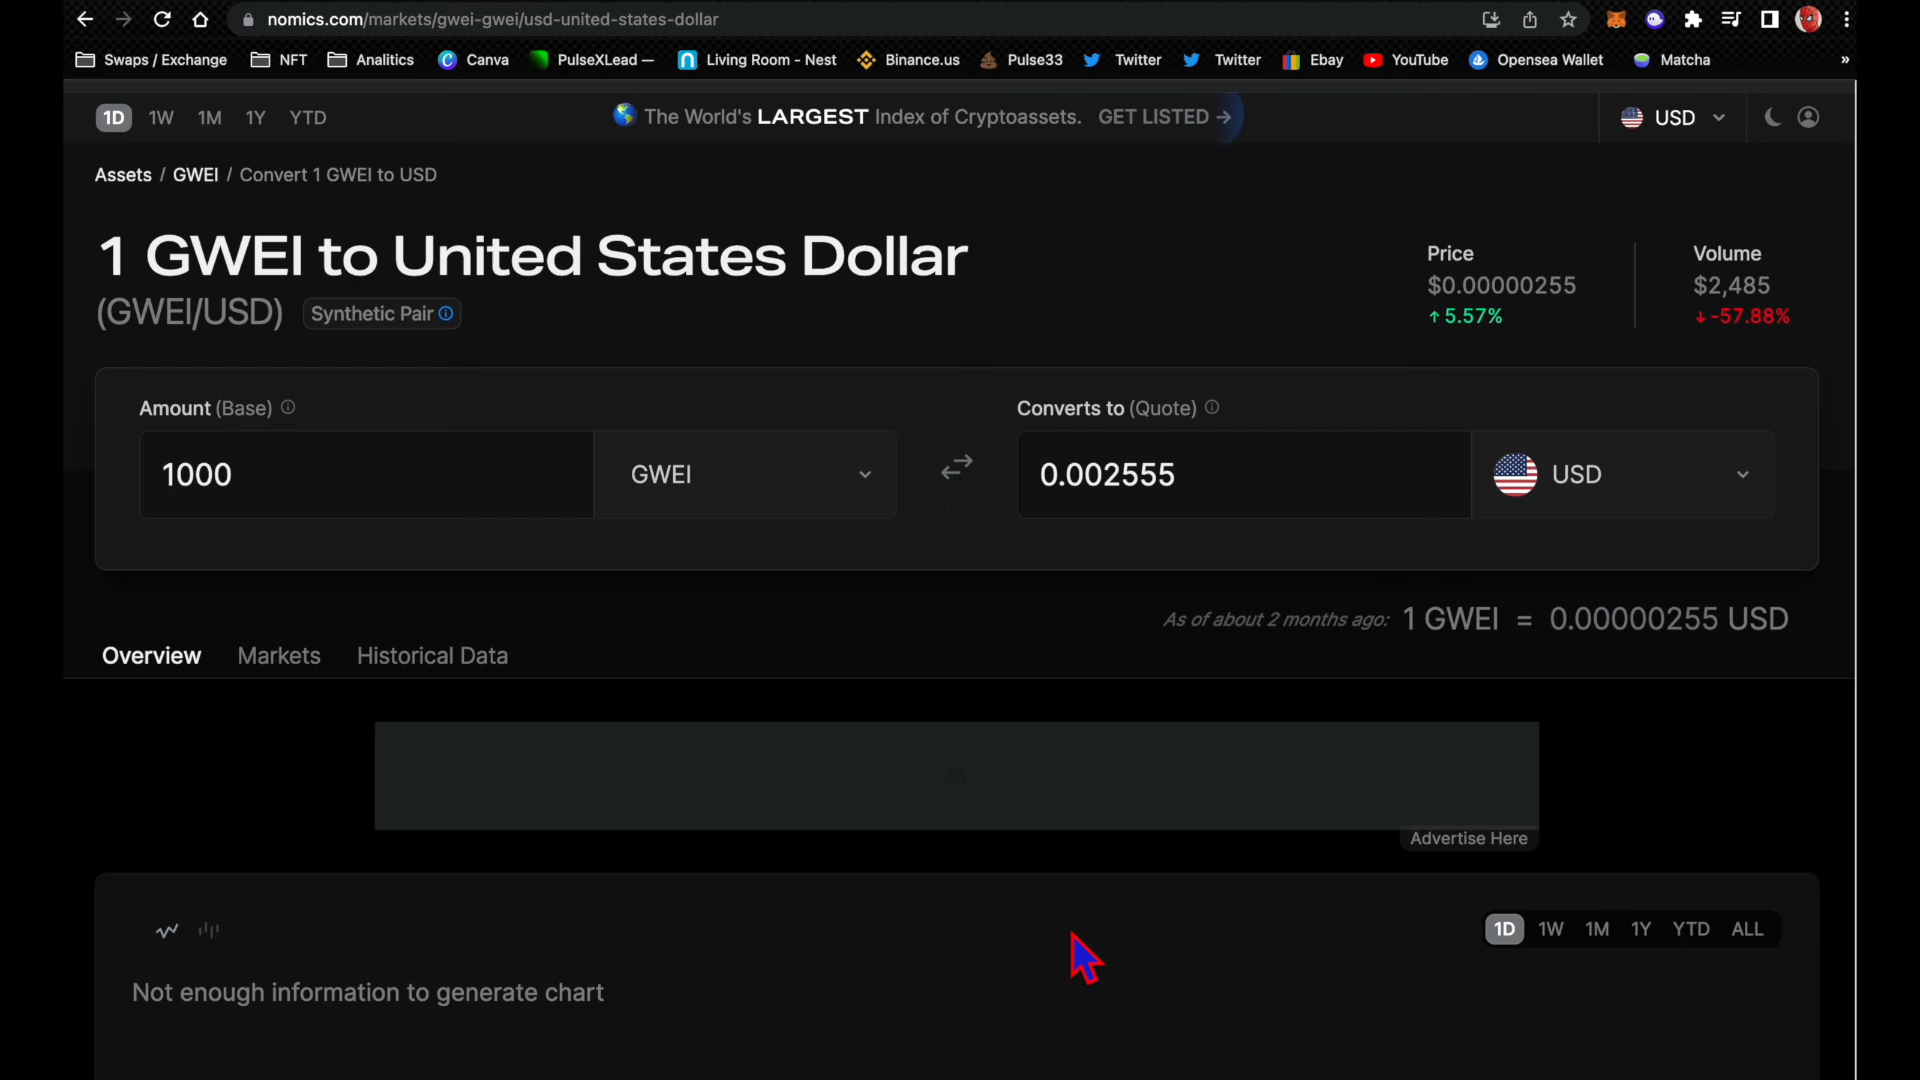 nomics.com/markets/gwei-gwei/usd-united-states-dollar
Swaps / Exchange NFT Analitics Canva PulseXLead — Living Room - Nest Binance.us Pulse33 Twitter Twitter Ebay YouTube Opensea Wallet Matcha »
1D 1W 1M 1Y YTD The World's LARGEST Index of Cryptoassets. GET LISTED → USD
Assets / GWEI / Convert 1 GWEI to USD
1 GWEI to United States Dollar
(GWEI/USD) Synthetic Pair
Price Volume
$0.00000255 $2,485
↑ 5.57% ↓ -57.88%
Amount (Base) Converts to (Quote)
1000 GWEI 0.002555 USD
As of about 2 months ago: 1 GWEI = 0.00000255 USD
Overview Markets Historical Data
Advertise Here
1D 1W 1M 1Y YTD ALL
Not enough information to generate chart